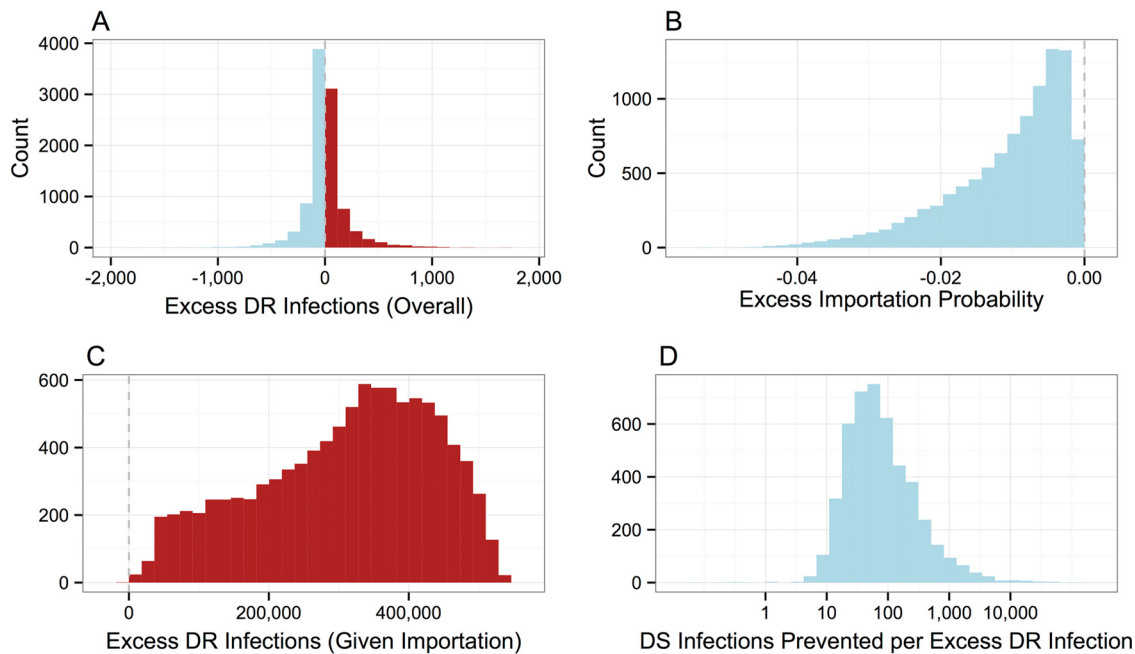 A
4000
3000
2000
1000
0
Count
-2,000 -1,000 0 1,000 2,000
Excess DR Infections (Overall)
B
1000
500
0
Count
-0.04 -0.02 0.00
Excess Importation Probability
C
600
400
200
0
0 200,000 400,000
Excess DR Infections (Given Importation)
D
600
400
200
0
1 10 100 1,000 10,000
DS Infections Prevented per Excess DR Infection